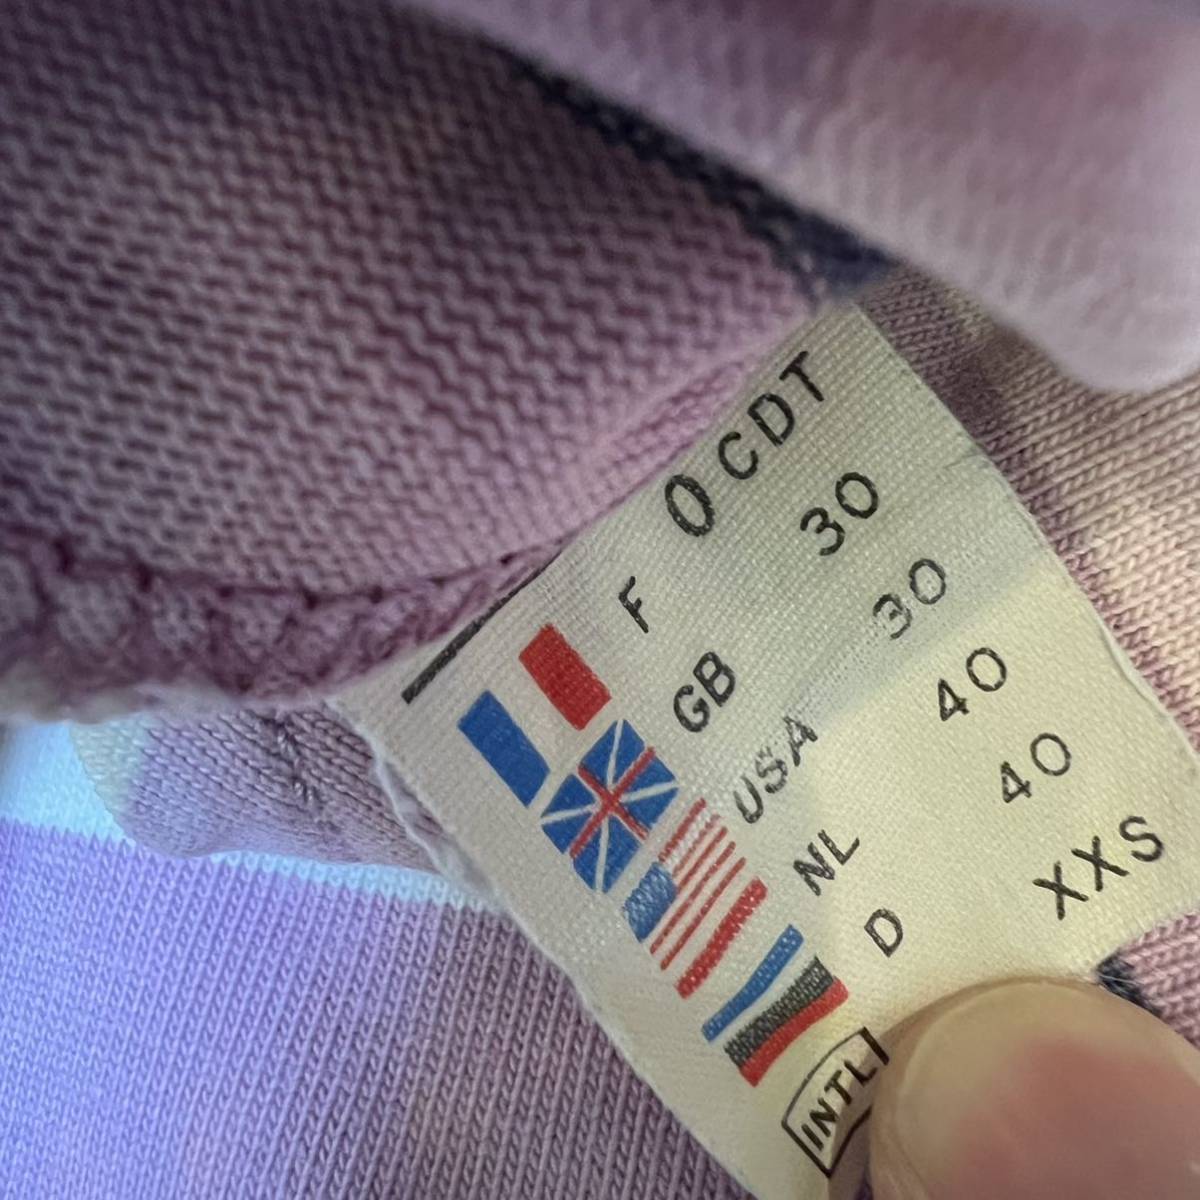 F 0 CDT
GB 30
USA 30
NL 40
D 40
INTL XXS